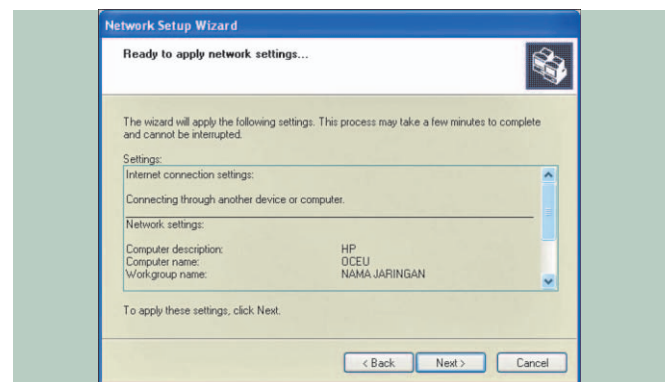 Network Setup Wizard
Ready to apply network settings...
The wizard will apply the following settings. This process may take a few minutes to complete
and cannot be interrupted.
Settings:
Internet connection settings:
Connecting through another device or computer.
Network settings:
Computer description: HP
Computer name: OCEU
Workgroup name: NAMA JARINGAN
To apply these settings, click Next.
< Back Next > Cancel